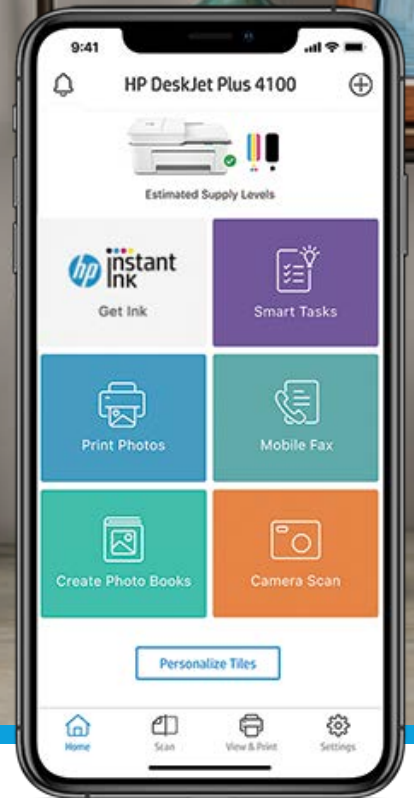 9:41
HP DeskJet Plus 4100
Estimated Supply Levels
hp instant
ink
Get Ink
Smart Tasks
Print Photos
Mobile Fax
Create Photo Books
Camera Scan
Personalize Tiles
Home
Scan
View & Print
Settings